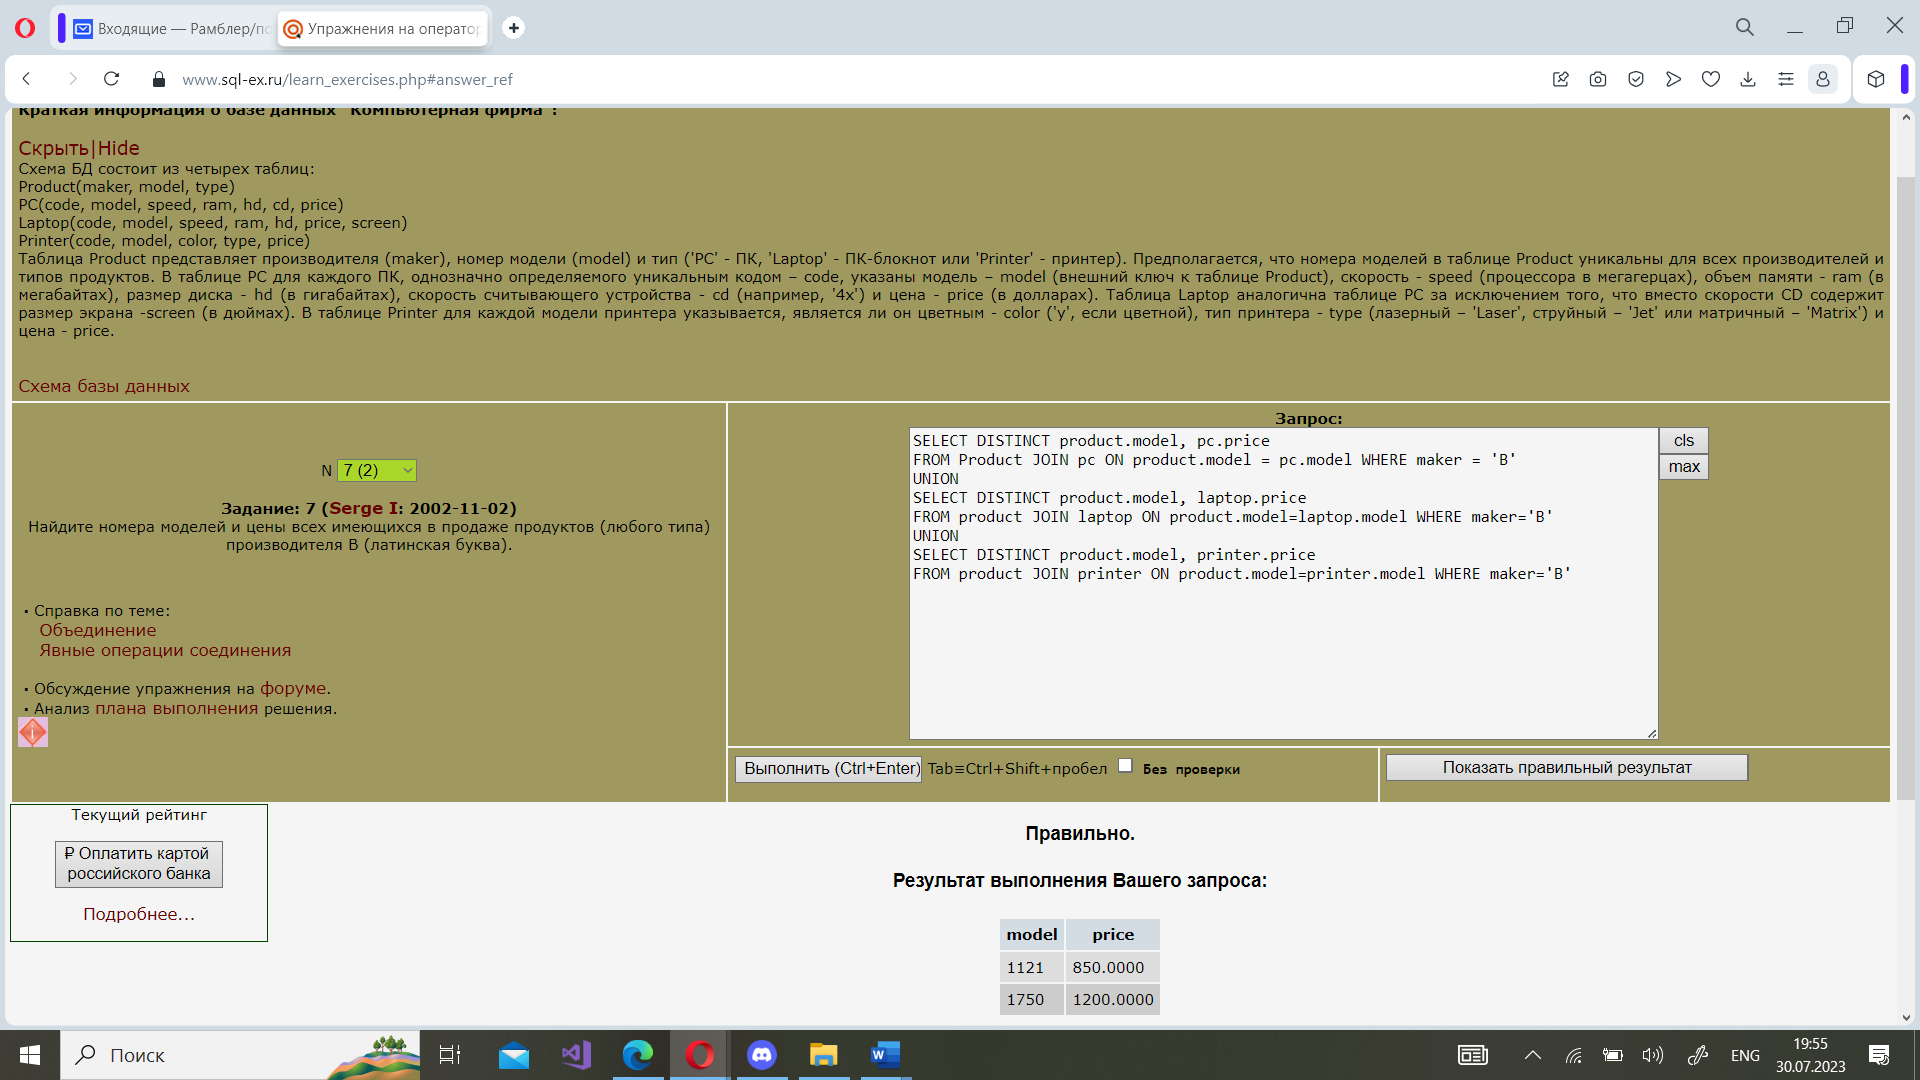 Входящие — Рамблер/по
Упражнения на оператор
www.sql-ex.ru/learn_exercises.php#answer_ref
Краткая информация о базе данных "Компьютерная фирма":
Скрыть|Hide
Схема БД состоит из четырех таблиц:
Product(maker, model, type)
PC(code, model, speed, ram, hd, cd, price)
Laptop(code, model, speed, ram, hd, price, screen)
Printer(code, model, color, type, price)
Таблица Product представляет производителя (maker), номер модели (model) и тип ('PC' - ПК, 'Laptop' - ПК-блокнот или 'Printer' - принтер). Предполагается, что номера моделей в таблице Product уникальны для всех производителей и
типов продуктов. В таблице PC для каждого ПК, однозначно определяемого уникальным кодом – code, указаны модель – model (внешний ключ к таблице Product), скорость - speed (процессора в мегагерцах), объем памяти - ram (в
мегабайтах), размер диска - hd (в гигабайтах), скорость считывающего устройства - cd (например, '4x') и цена - price (в долларах). Таблица Laptop аналогична таблице PC за исключением того, что вместо скорости CD содержит
размер экрана -screen (в дюймах). В таблице Printer для каждой модели принтера указывается, является ли он цветным - color ('y', если цветной), тип принтера - type (лазерный – 'Laser', струйный – 'Jet' или матричный – 'Matrix') и
цена - price.
Схема базы данных
N 7 (2)
Задание: 7 (Serge I: 2002-11-02)
Найдите номера моделей и цены всех имеющихся в продаже продуктов (любого типа)
производителя B (латинская буква).
· Справка по теме:
Объединение
Явные операции соединения
· Обсуждение упражнения на форуме.
· Анализ плана выполнения решения.
Запрос:
SELECT DISTINCT product.model, pc.price
FROM Product JOIN pc ON product.model = pc.model WHERE maker = 'B'
UNION
SELECT DISTINCT product.model, laptop.price
FROM product JOIN laptop ON product.model=laptop.model WHERE maker='B'
UNION
SELECT DISTINCT product.model, printer.price
FROM product JOIN printer ON product.model=printer.model WHERE maker='B'
cls
max
Выполнить (Ctrl+Enter) Tab≡Ctrl+Shift+пробел Без проверки
Показать правильный результат
Текущий рейтинг
₽ Оплатить картой
российского банка
Подробнее...
Правильно.
Результат выполнения Вашего запроса:
model price
1121 850.0000
1750 1200.0000
Поиск
ENG
19:55
30.07.2023